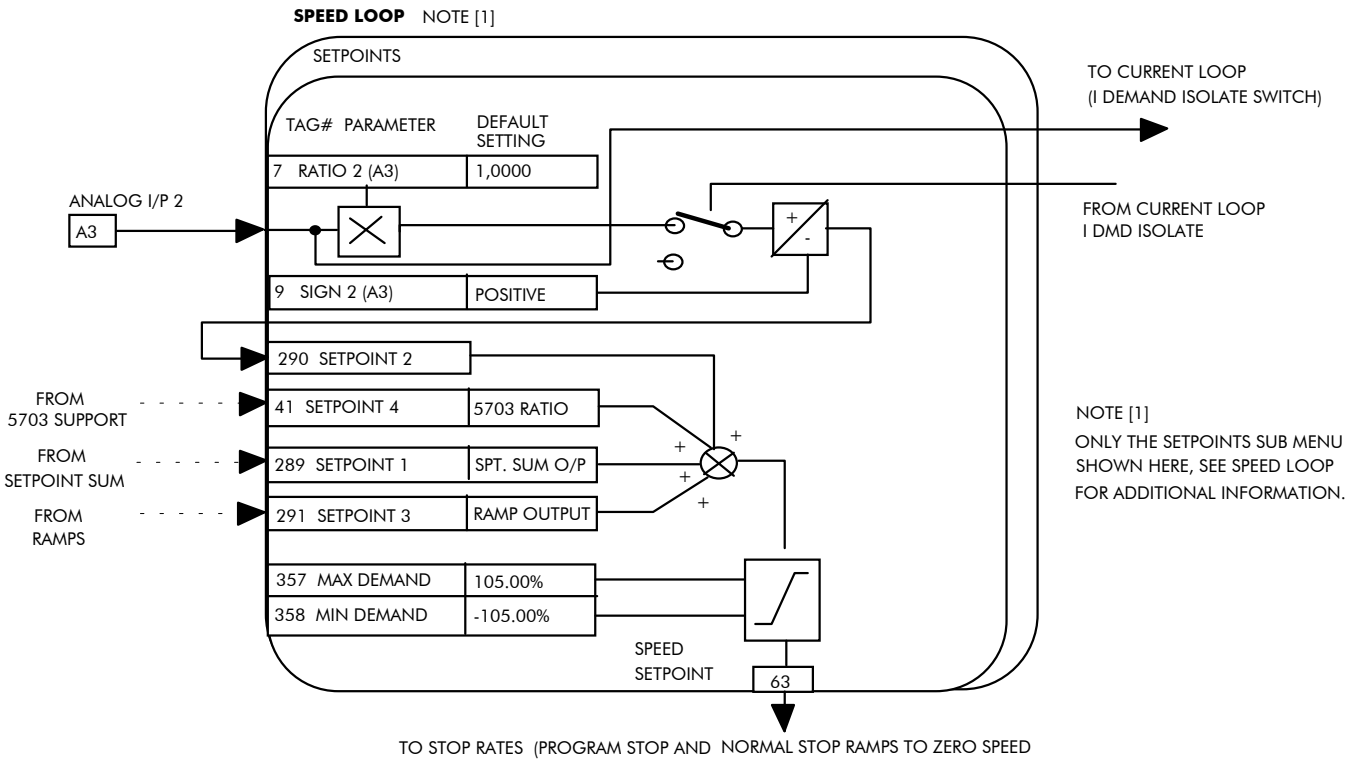 SPEED LOOP NOTE [1]
SETPOINTS
TO CURRENT LOOP
(I DEMAND ISOLATE SWITCH)
TAG# PARAMETER
DEFAULT
SETTING
7 RATIO 2 (A3) 1,0000
ANALOG I/P 2
A3
FROM CURRENT LOOP
I DMD ISOLATE
+
-
9 SIGN 2 (A3) POSITIVE
290 SETPOINT 2
FROM
5703 SUPPORT
41 SETPOINT 4 5703 RATIO
NOTE [1]
ONLY THE SETPOINTS SUB MENU
SHOWN HERE, SEE SPEED LOOP
FOR ADDITIONAL INFORMATION.
+
+
FROM
SETPOINT SUM
289 SETPOINT 1 SPT. SUM O/P
+
+
FROM
RAMPS
291 SETPOINT 3 RAMP OUTPUT
357 MAX DEMAND 105.00%
358 MIN DEMAND -105.00%
SPEED
SETPOINT
63
TO STOP RATES (PROGRAM STOP AND NORMAL STOP RAMPS TO ZERO SPEED